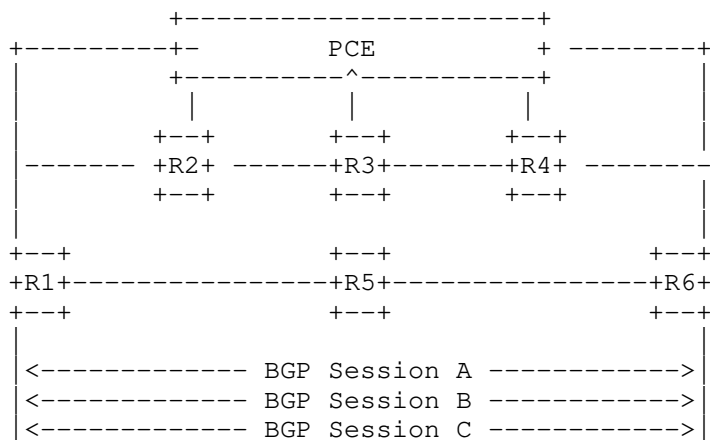 PCE
R2 R3 R4
R1 R5 R6
BGP Session A
BGP Session B
BGP Session C